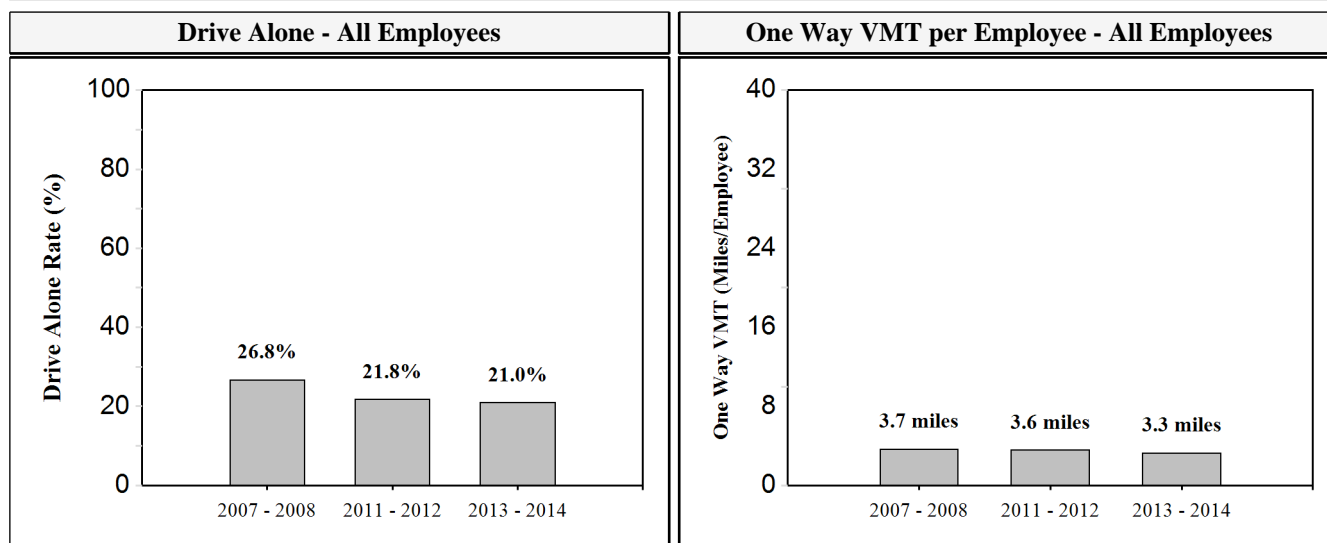 Drive Alone - All Employees
One Way VMT per Employee - All Employees
Drive Alone Rate (%)
100
80
60
40
20
0
26.8%
21.8%
21.0%
2007 - 2008
2011 - 2012
2013 - 2014
One Way VMT (Miles/Employee)
40
32
24
16
8
0
3.7 miles
3.6 miles
3.3 miles
2007 - 2008
2011 - 2012
2013 - 2014